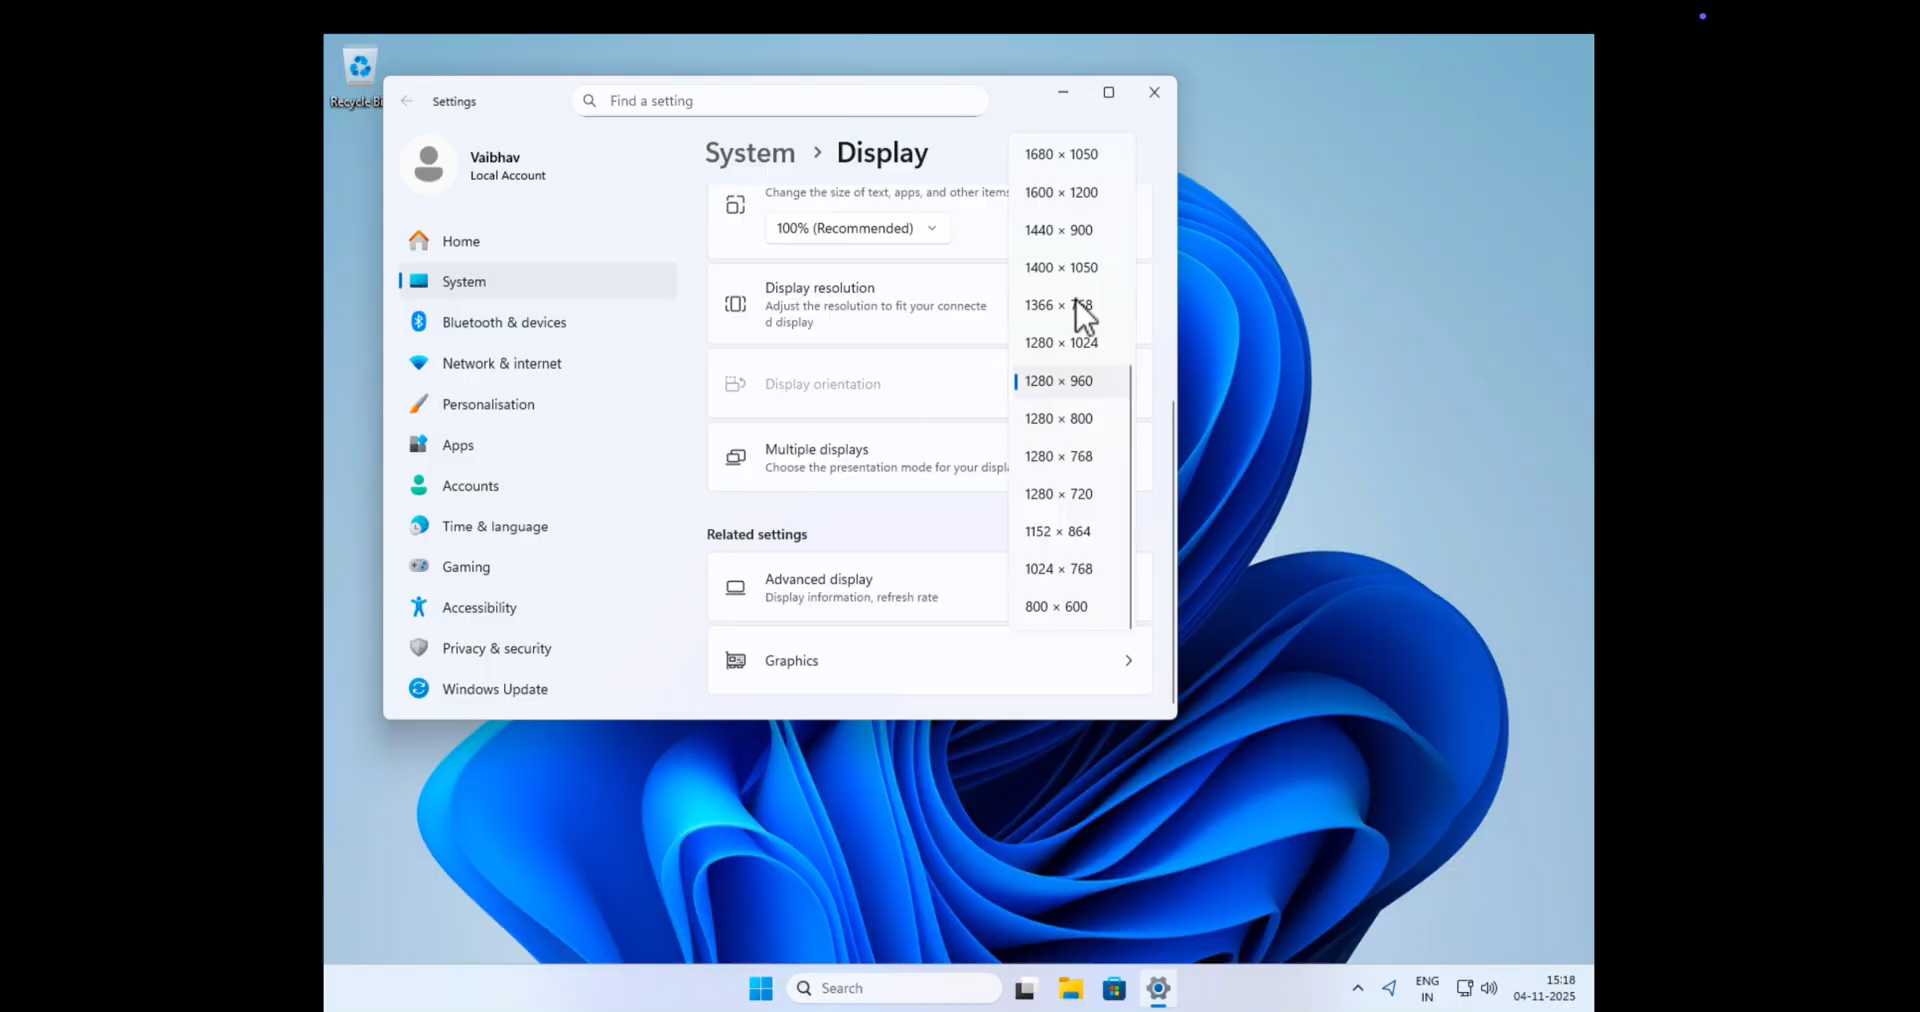 Recycle Bi
Settings
Find a setting
Vaibhav
Local Account
Home
System
Bluetooth & devices
Network & internet
Personalisation
Apps
Accounts
Time & language
Gaming
Accessibility
Privacy & security
Windows Update
System › Display
Change the size of text, apps, and other items
100% (Recommended)
Display resolution
Adjust the resolution to fit your connecte
d display
Display orientation
Multiple displays
Choose the presentation mode for your displa
Related settings
Advanced display
Display information, refresh rate
Graphics
1680 × 1050
1600 × 1200
1440 × 900
1400 × 1050
1366 × 768
1280 × 1024
1280 × 960
1280 × 800
1280 × 768
1280 × 720
1152 × 864
1024 × 768
800 × 600
Search
ENG
IN
15:18
04-11-2025